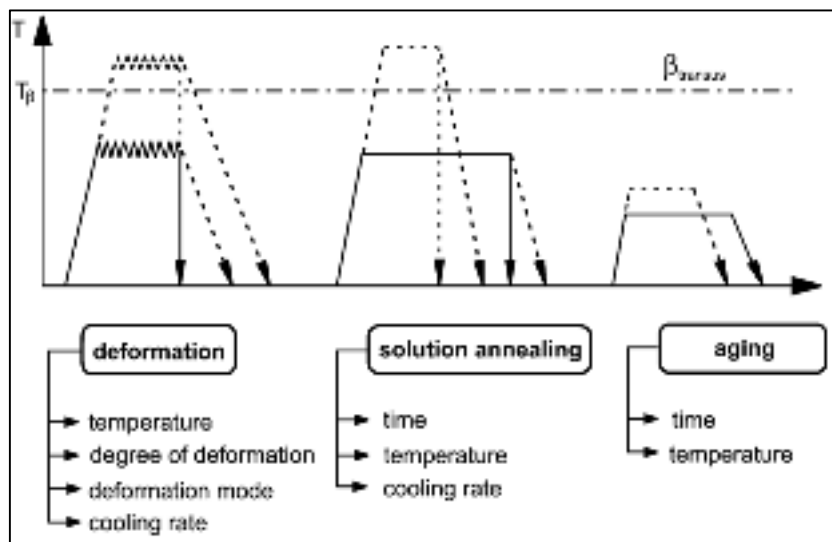 T
Tβ
βtransus
deformation
solution annealing
aging
temperature
degree of deformation
deformation mode
cooling rate
time
temperature
cooling rate
time
temperature